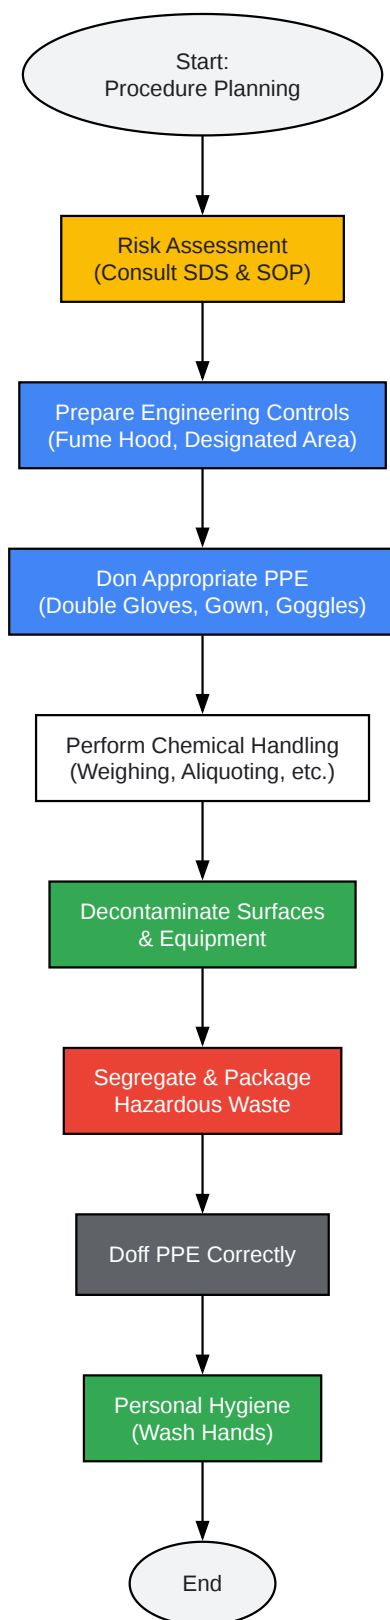 Start:
Procedure Planning
Risk Assessment
(Consult SDS & SOP)
Prepare Engineering Controls
(Fume Hood, Designated Area)
Don Appropriate PPE
(Double Gloves, Gown, Goggles)
Perform Chemical Handling
(Weighing, Aliquoting, etc.)
Decontaminate Surfaces
& Equipment
Segregate & Package
Hazardous Waste
Doff PPE Correctly
Personal Hygiene
(Wash Hands)
End